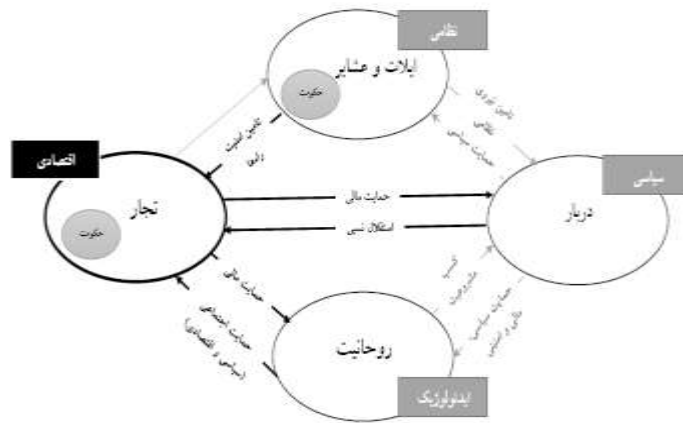 نظامی
ایلات و عشایر
حکومت
تامین نیروی
نظامی
حمایت سیاسی
تامین امنیت
راهها
اقتصادی
سیاسی
تجار
حکومت
حمایت مالی
استقلال نسبی
دربار
حمایت مالی
حمایت اجتماعی
(سیاسی و اقتصادی)
کسب
مشروعیت
حمایت سیاسی،
مالی و امنیتی
روحانیت
ایدئولوژیک